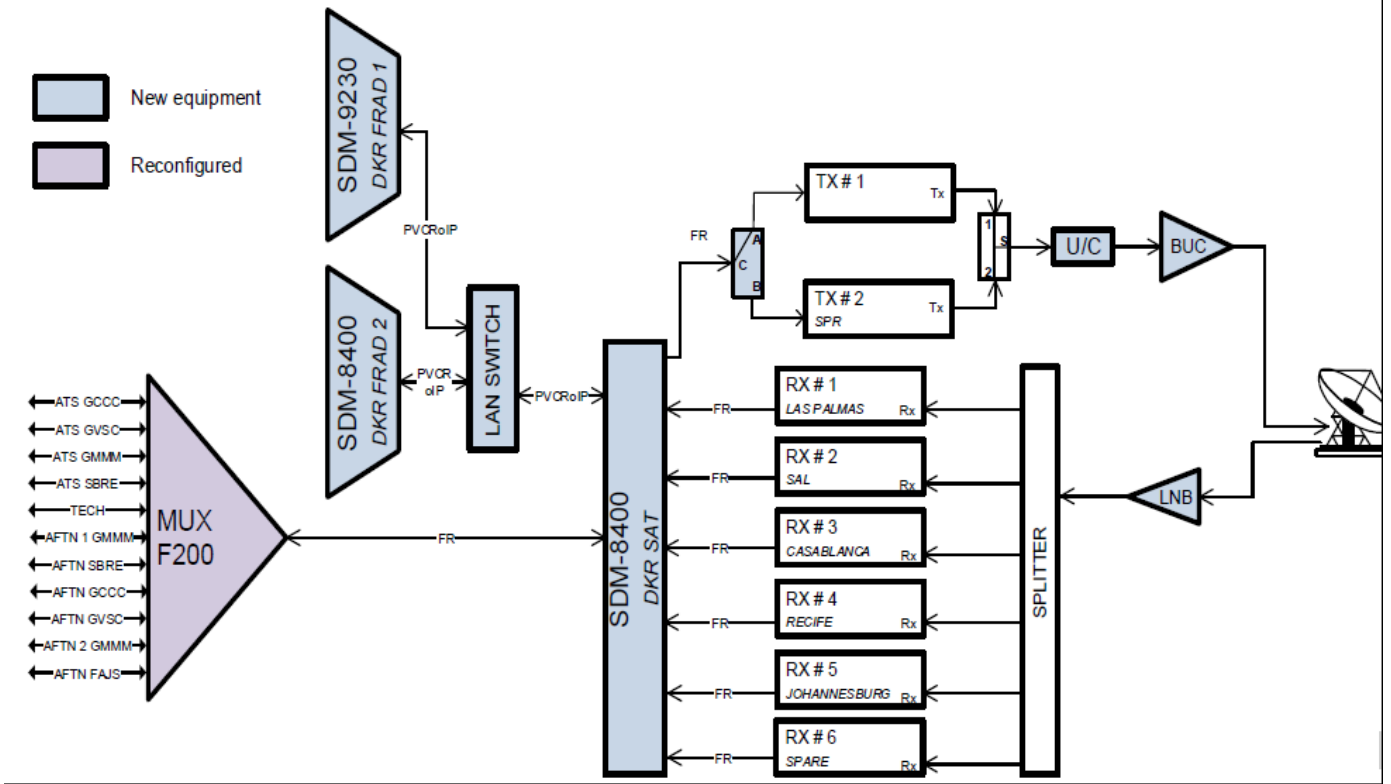 New equipment
Reconfigured
SDM-9230
DKR FRAD 1
PVCRoIP
SDM-8400
DKR FRAD 2
PVCR
oIP
LAN SWITCH
PVCRoIP
ATS GCCC
ATS GVSC
ATS GMMM
ATS SBRE
TECH
AFTN 1 GMMM
AFTN SBRE
AFTN GCCC
AFTN GVSC
AFTN 2 GMMM
AFTN FAJS
MUX
F200
FR
SDM-8400
DKR SAT
FR
A
C
B
TX # 1
Tx
TX # 2
SPR
Tx
1
S
2
U/C
BUC
RX # 1
LAS PALMAS
Rx
FR
RX # 2
SAL
Rx
FR
RX # 3
CASABLANCA
Rx
FR
RX # 4
RECIFE
Rx
FR
RX # 5
JOHANNESBURG
Rx
FR
RX # 6
SPARE
Rx
FR
SPLITTER
LNB